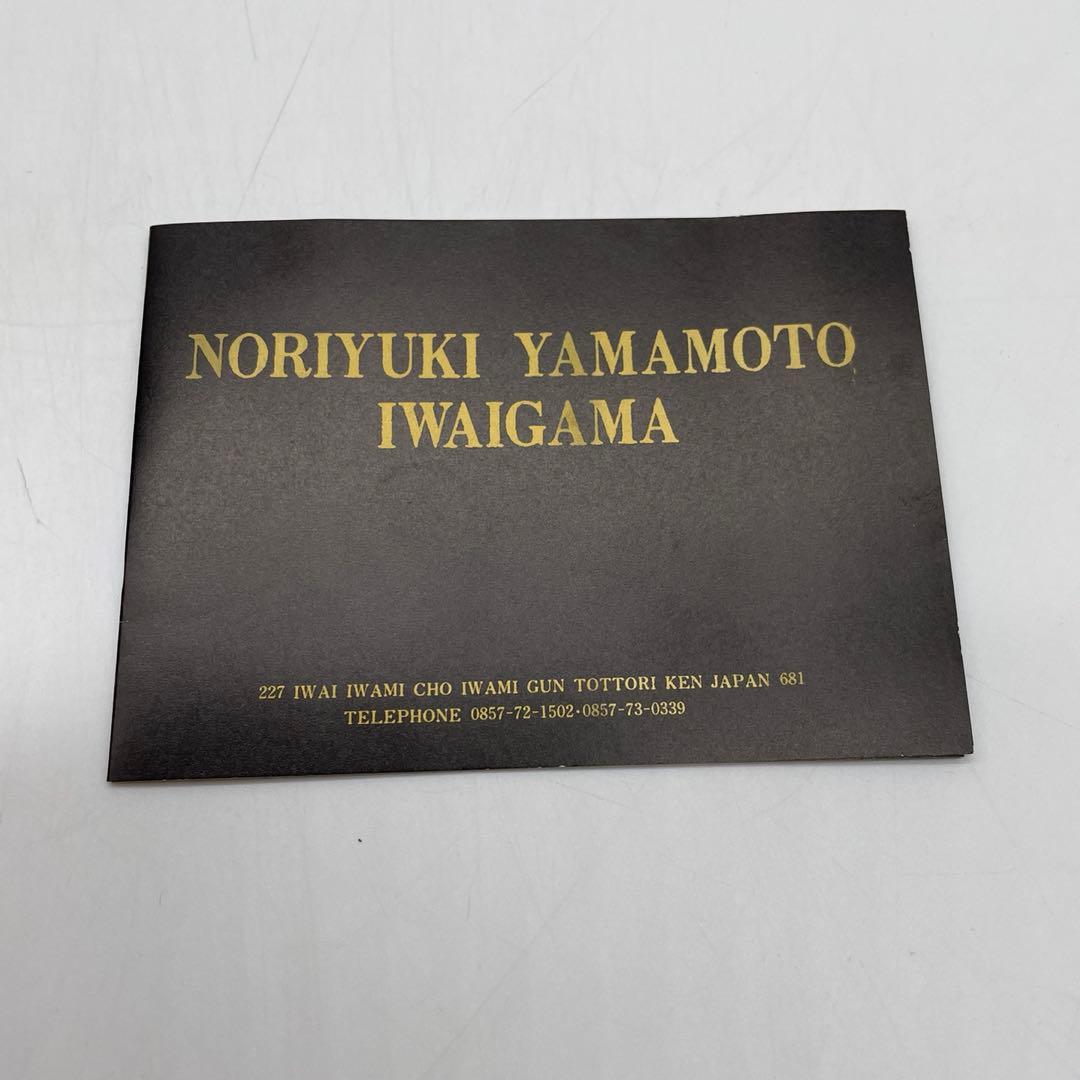 NORIYUKI YAMAMOTO
IWAIGAMA
227 IWAI IWAMI CHO IWAMI GUN TOTTORI KEN JAPAN 681
TELEPHONE 0857-72-1502・0857-73-0339